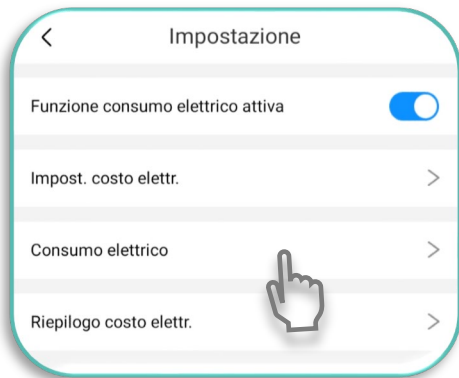 Impostazione
Funzione consumo elettrico attiva
Impost. costo elettr.
Consumo elettrico
Riepilogo costo elettr.